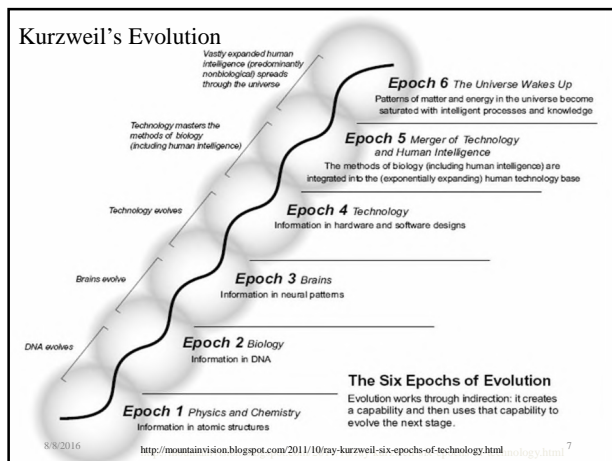 Kurzweil's Evolution
Vastly expanded human
intelligence (predominantly
nonbiological) spreads
through the universe
Epoch 6 The Universe Wakes Up
Patterns of matter and energy in the universe become
saturated with intelligent processes and knowledge
Technology masters the
methods of biology
(including human intelligence)
Epoch 5 Merger of Technology
and Human Intelligence
The methods of biology (including human intelligence) are
integrated into the (exponentially expanding) human technology base
Technology evolves
Epoch 4 Technology
Information in hardware and software designs
Brains evolve
Epoch 3 Brains
Information in neural patterns
DNA evolves
Epoch 2 Biology
Information in DNA
The Six Epochs of Evolution
Evolution works through indirection: it creates
a capability and then uses that capability to
evolve the next stage.
Epoch 1 Physics and Chemistry
Information in atomic structures
8/8/2016
http://mountainvision.blogspot.com/2011/10/ray-kurzweil-six-epochs-of-technology.html
7